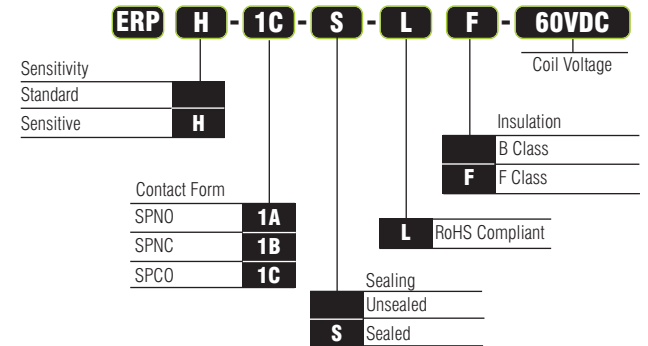 ERP H - 1C - S - L F - 60VDC
Coil Voltage
Sensitivity
Standard
Sensitive H
Insulation
B Class
F F Class
Contact Form
SPNO 1A
SPNC 1B
SPCO 1C
L RoHS Compliant
Sealing
Unsealed
S Sealed